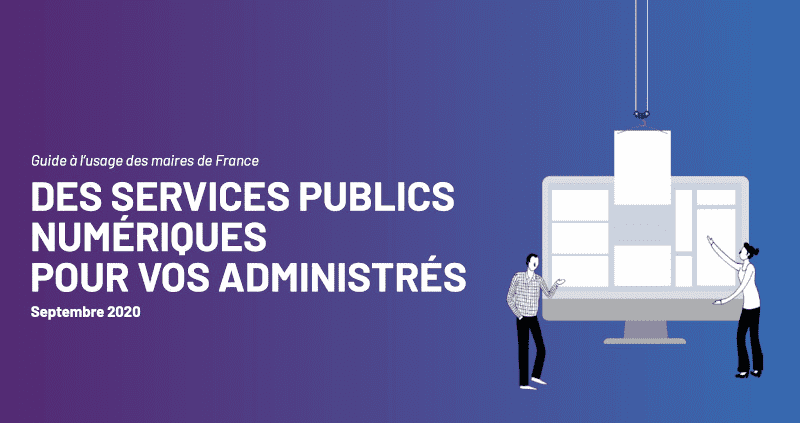 Guide à l'usage des maires de France
DES SERVICES PUBLICS
NUMÉRIQUES
POUR VOS ADMINISTRÉS
Septembre 2020